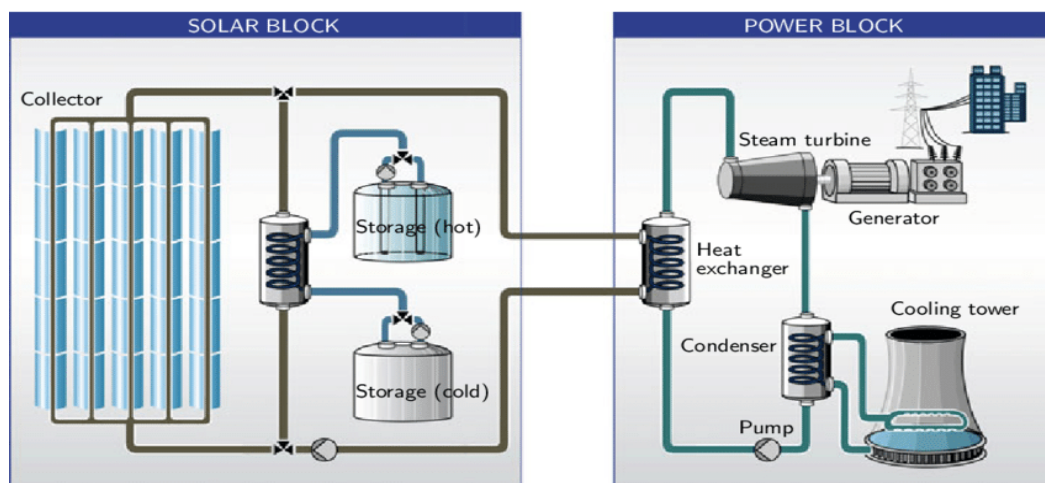 SOLAR BLOCK
POWER BLOCK
Collector
Steam turbine
Storage (hot)
Generator
Heat
exchanger
Cooling tower
Condenser
Storage (cold)
Pump